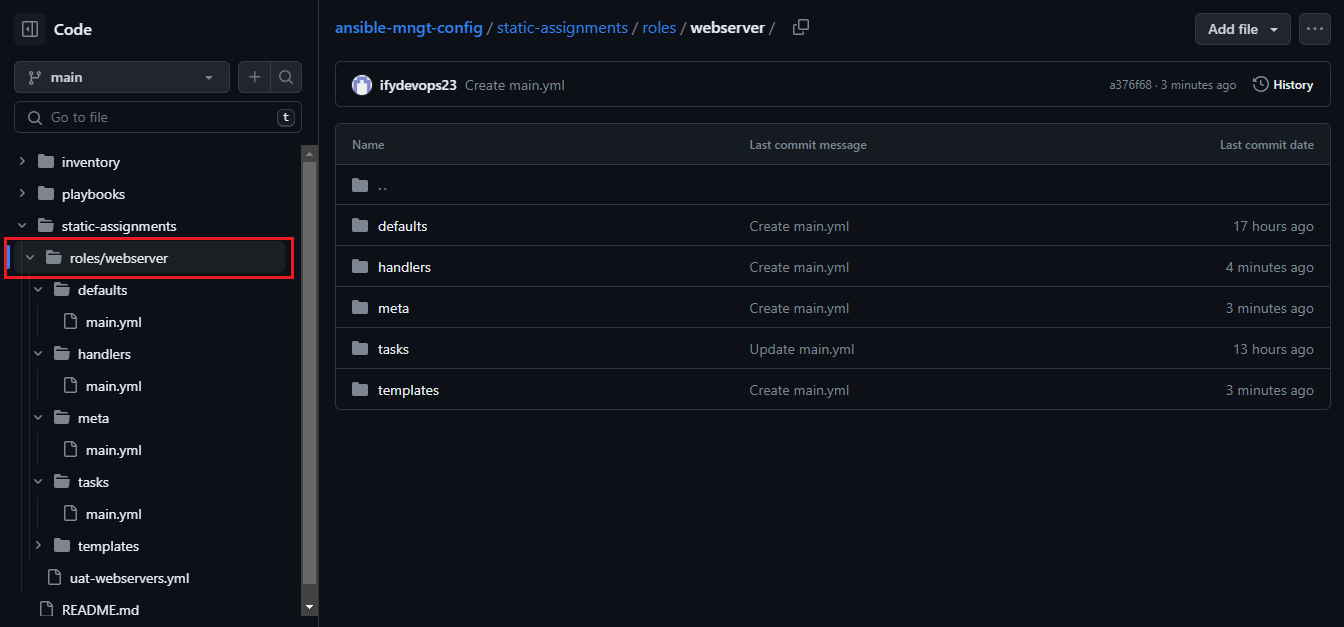 Code
main
Go to file
t
inventory
playbooks
static-assignments
roles/webserver
defaults
main.yml
handlers
main.yml
meta
main.yml
tasks
main.yml
templates
uat-webservers.yml
README.md
ansible-mngt-config / static-assignments / roles / webserver /
Add file
ifydevops23 Create main.yml a376f68 · 3 minutes ago History
Name Last commit message Last commit date
..
defaults Create main.yml 17 hours ago
handlers Create main.yml 4 minutes ago
meta Create main.yml 3 minutes ago
tasks Update main.yml 13 hours ago
templates Create main.yml 3 minutes ago